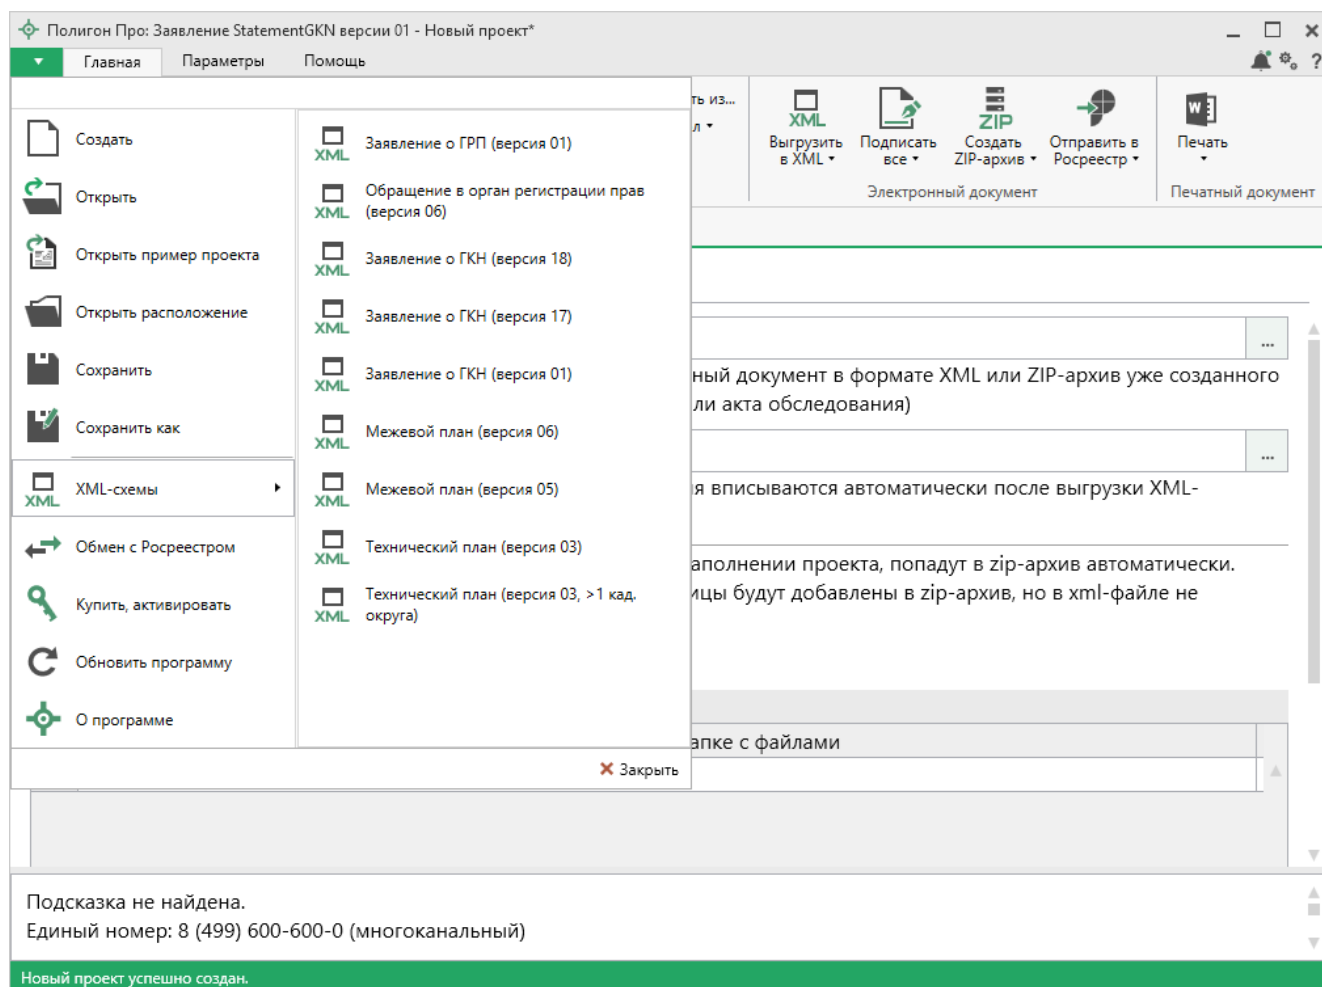 Полигон Про: Заявление StatementGKN версии 01 - Новый проект*
Главная Параметры Помощь
?
ть из...
л
XML
Выгрузить
в XML
Подписать
все
ZIP
Создать
ZIP-архив
Отправить в
Росреестр
W
Печать
Электронный документ
Печатный документ
Создать
Открыть
Открыть пример проекта
Открыть расположение
Сохранить
Сохранить как
XML
XML-схемы
Обмен с Росреестром
Купить, активировать
Обновить программу
О программе
XML
Заявление о ГРП (версия 01)
XML
Обращение в орган регистрации прав
(версия 06)
XML
Заявление о ГКН (версия 18)
XML
Заявление о ГКН (версия 17)
XML
Заявление о ГКН (версия 01)
XML
Межевой план (версия 06)
XML
Межевой план (версия 05)
XML
Технический план (версия 03)
XML
Технический план (версия 03, >1 кад.
округа)
Закрыть
...
ный документ в формате XML или ZIP-архив уже созданного
ли акта обследования)
...
я вписываются автоматически после выгрузки XML-
аполнении проекта, попадут в zip-архив автоматически.
ицы будут добавлены в zip-архив, но в xml-файле не
апке с файлами
Подсказка не найдена.
Единый номер: 8 (499) 600-600-0 (многоканальный)
Новый проект успешно создан.